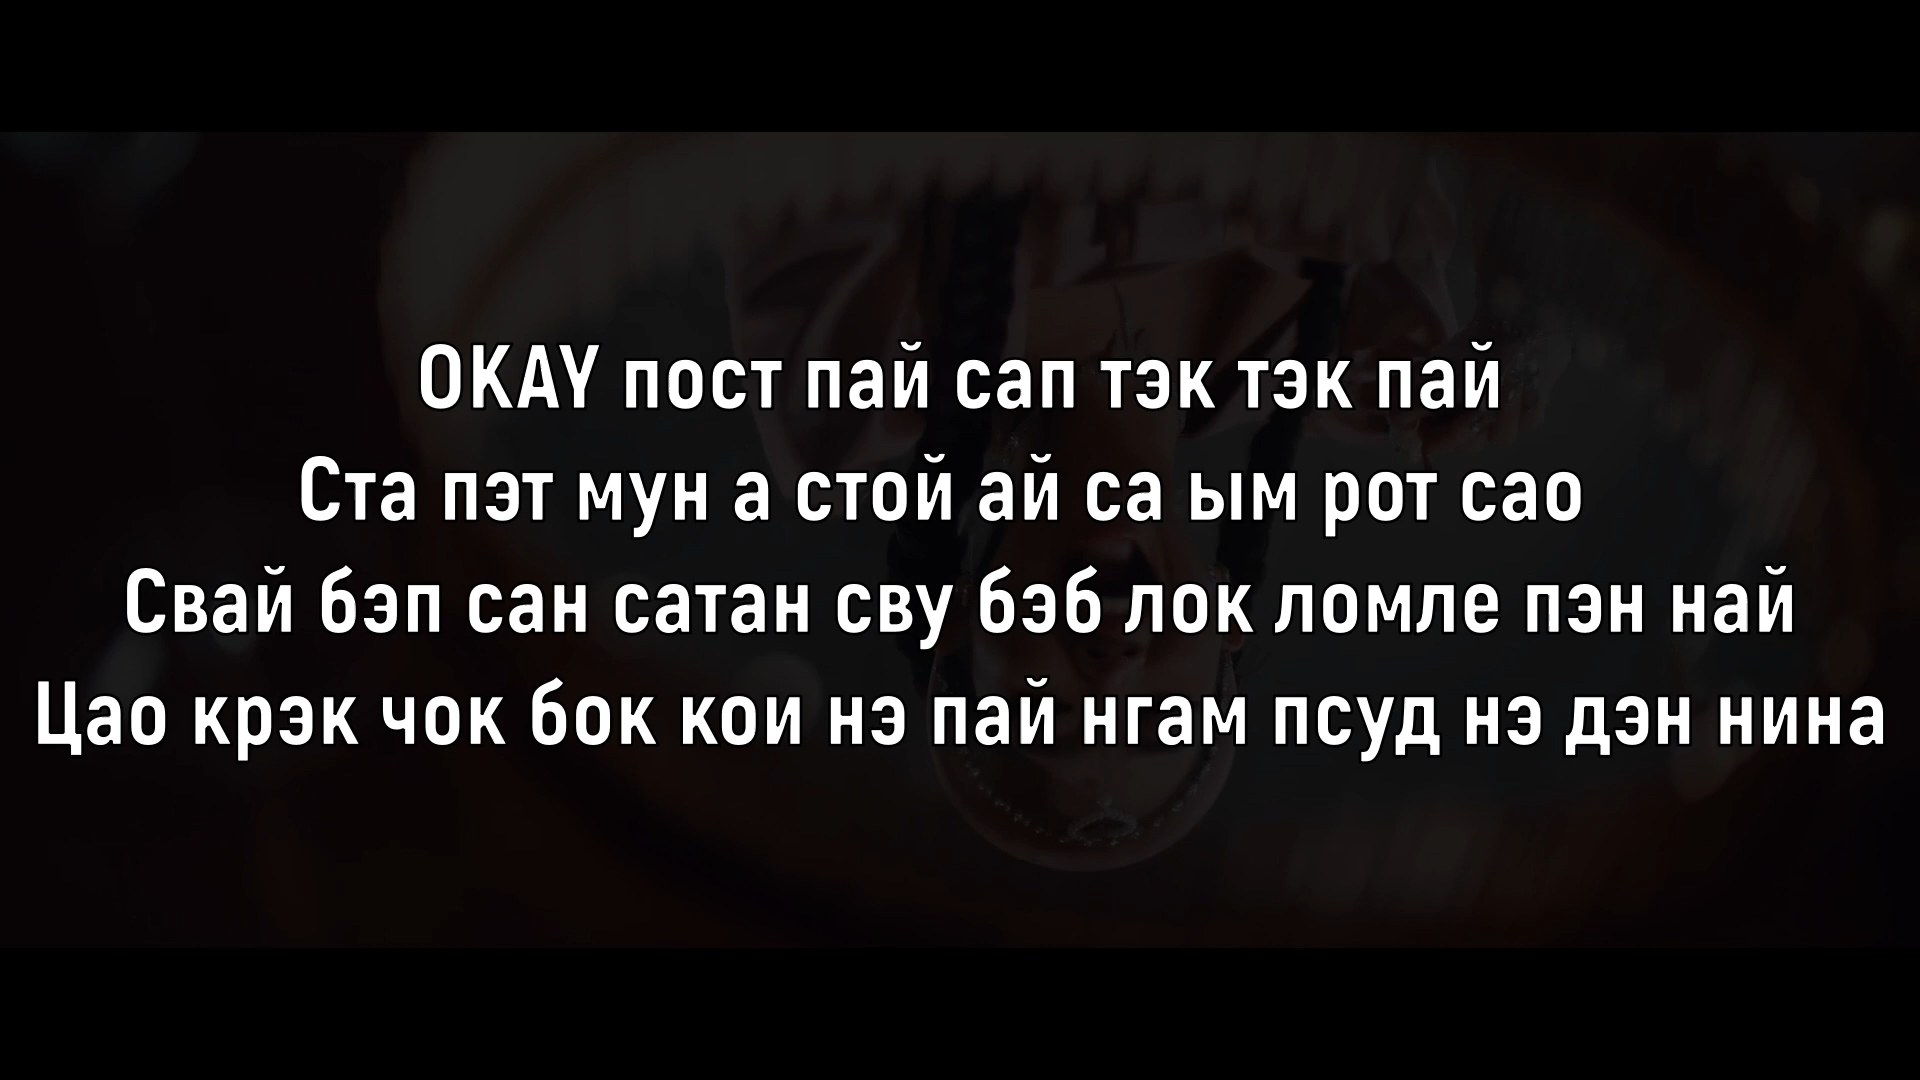 OKAY пост пай сап тэк тэк пай
Ста пэт мун а стой ай са ым рот сао
Свай бэп сан сатан сву бэб лок ломле пэн най
Цао крэк чок бок кои нэ пай нгам псуд нэ дэн нина